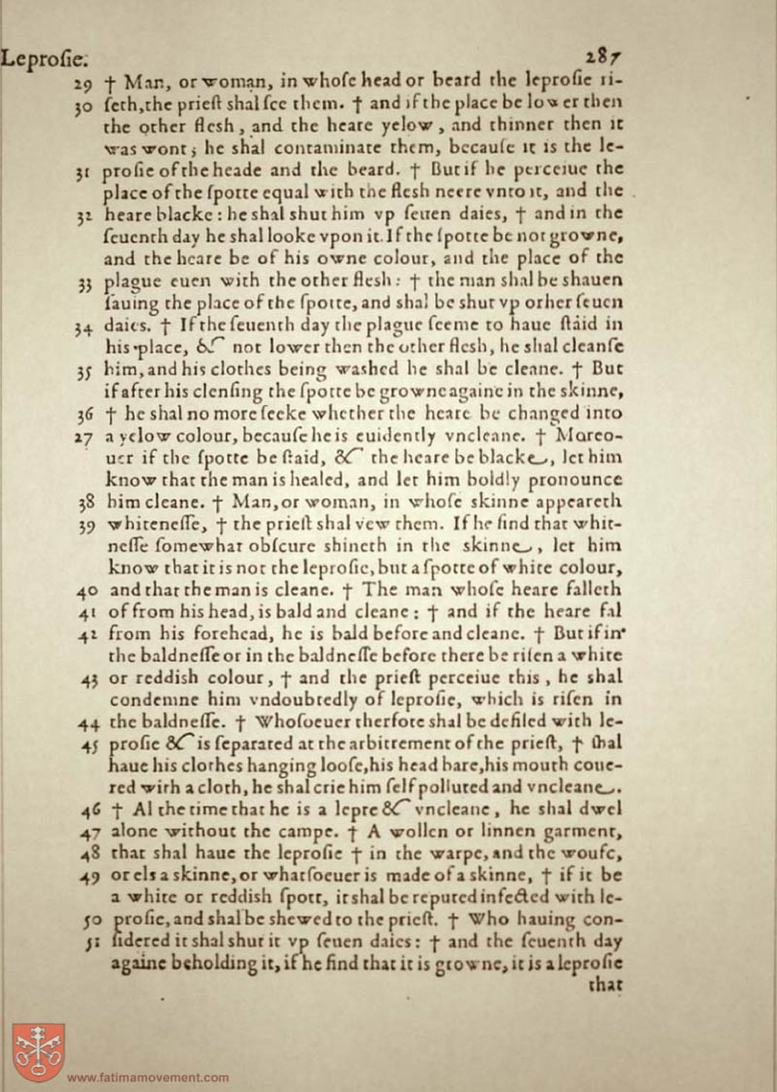 Leproſie. 287
29 † Man, or woman, in whoſe head or beard the leproſie ri-
30 ſeth, the prieſt shal ſee them. † and if the place be lower then
the other flesh, and the heare yelow, and thinner then it
was wont; he shal contaminate them, becauſe it is the le-
31 proſie of the heade and the beard. † But if he perceiue the
place of the ſpotte equal with the flesh neere vnto it, and the
32 heare blacke: he shal shut him vp ſeuen daies, † and in the
ſeuenth day he shal looke vpon it. If the ſpotte be not growne,
and the heare be of his owne colour, and the place of the
33 plague euen with the other flesh: † the man shal be shauen
ſauing the place of the ſpotte, and shal be shut vp other ſeuen
34 daies. † If the ſeuenth day the plague ſeeme to haue ſtaid in
his place, & not lower then the other flesh, he shal cleanſe
35 him, and his clothes being washed he shal be cleane. † But
if after his clenſing the ſpotte be growne againe in the skinne,
36 † he shal no more ſeeke whether the heare be changed into
27 a yelow colour, becauſe he is euidently vncleane. † Moreo-
uer if the ſpotte be ſtaid, & the heare be blacke, let him
know that the man is healed, and let him boldly pronounce
38 him cleane. † Man, or woman, in whoſe skinne appeareth
39 whiteneſſe, † the prieſt shal vew them. If he find that whit-
neſſe ſomewhat obſcure shineth in the skinne, let him
know that it is not the leproſie, but a ſpotte of white colour,
40 and that the man is cleane. † The man whoſe heare falleth
41 of from his head, is bald and cleane: † and if the heare fal
42 from his forehead, he is bald before and cleane. † But if in
the baldneſſe or in the baldneſſe before there be riſen a white
43 or reddish colour, † and the prieſt perceiue this, he shal
condemne him vndoubtedly of leproſie, which is riſen in
44 the baldneſſe. † Whoſoeuer therfore shal be defiled with le-
45 proſie & is ſeparated at the arbitrement of the prieſt, † shal
haue his clothes hanging looſe, his head bare, his mouth coue-
red with a cloth, he shal crie him ſelf polluted and vncleane.
46 † Al the time that he is a lepre & vncleane, he shal dwel
47 alone without the campe. † A wollen or linnen garment,
48 that shal haue the leproſie † in the warpe, and the woufe,
49 or els a skinne, or whatſoeuer is made of a skinne, † if it be
a white or reddish ſpott, it shal be reputed infected with le-
50 proſie, and shal be shewed to the prieſt. † Who hauing con-
51 ſidered it shal shut it vp ſeuen daies: † and the ſeuenth day
againe beholding it, if he find that it is growne, it is a leproſie
that
www.fatimamovement.com